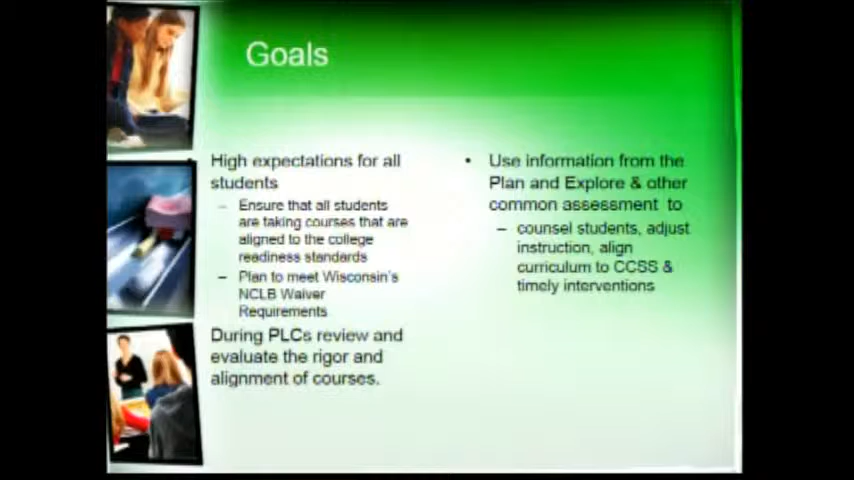 Goals
High expectations for all
students
– Ensure that all students
are taking courses that are
aligned to the college
readiness standards
– Plan to meet Wisconsin's
NCLB Waiver
Requirements
During PLCs review and
evaluate the rigor and
alignment of courses.
• Use information from the
Plan and Explore & other
common assessment to
– counsel students, adjust
instruction, align
curriculum to CCSS &
timely interventions